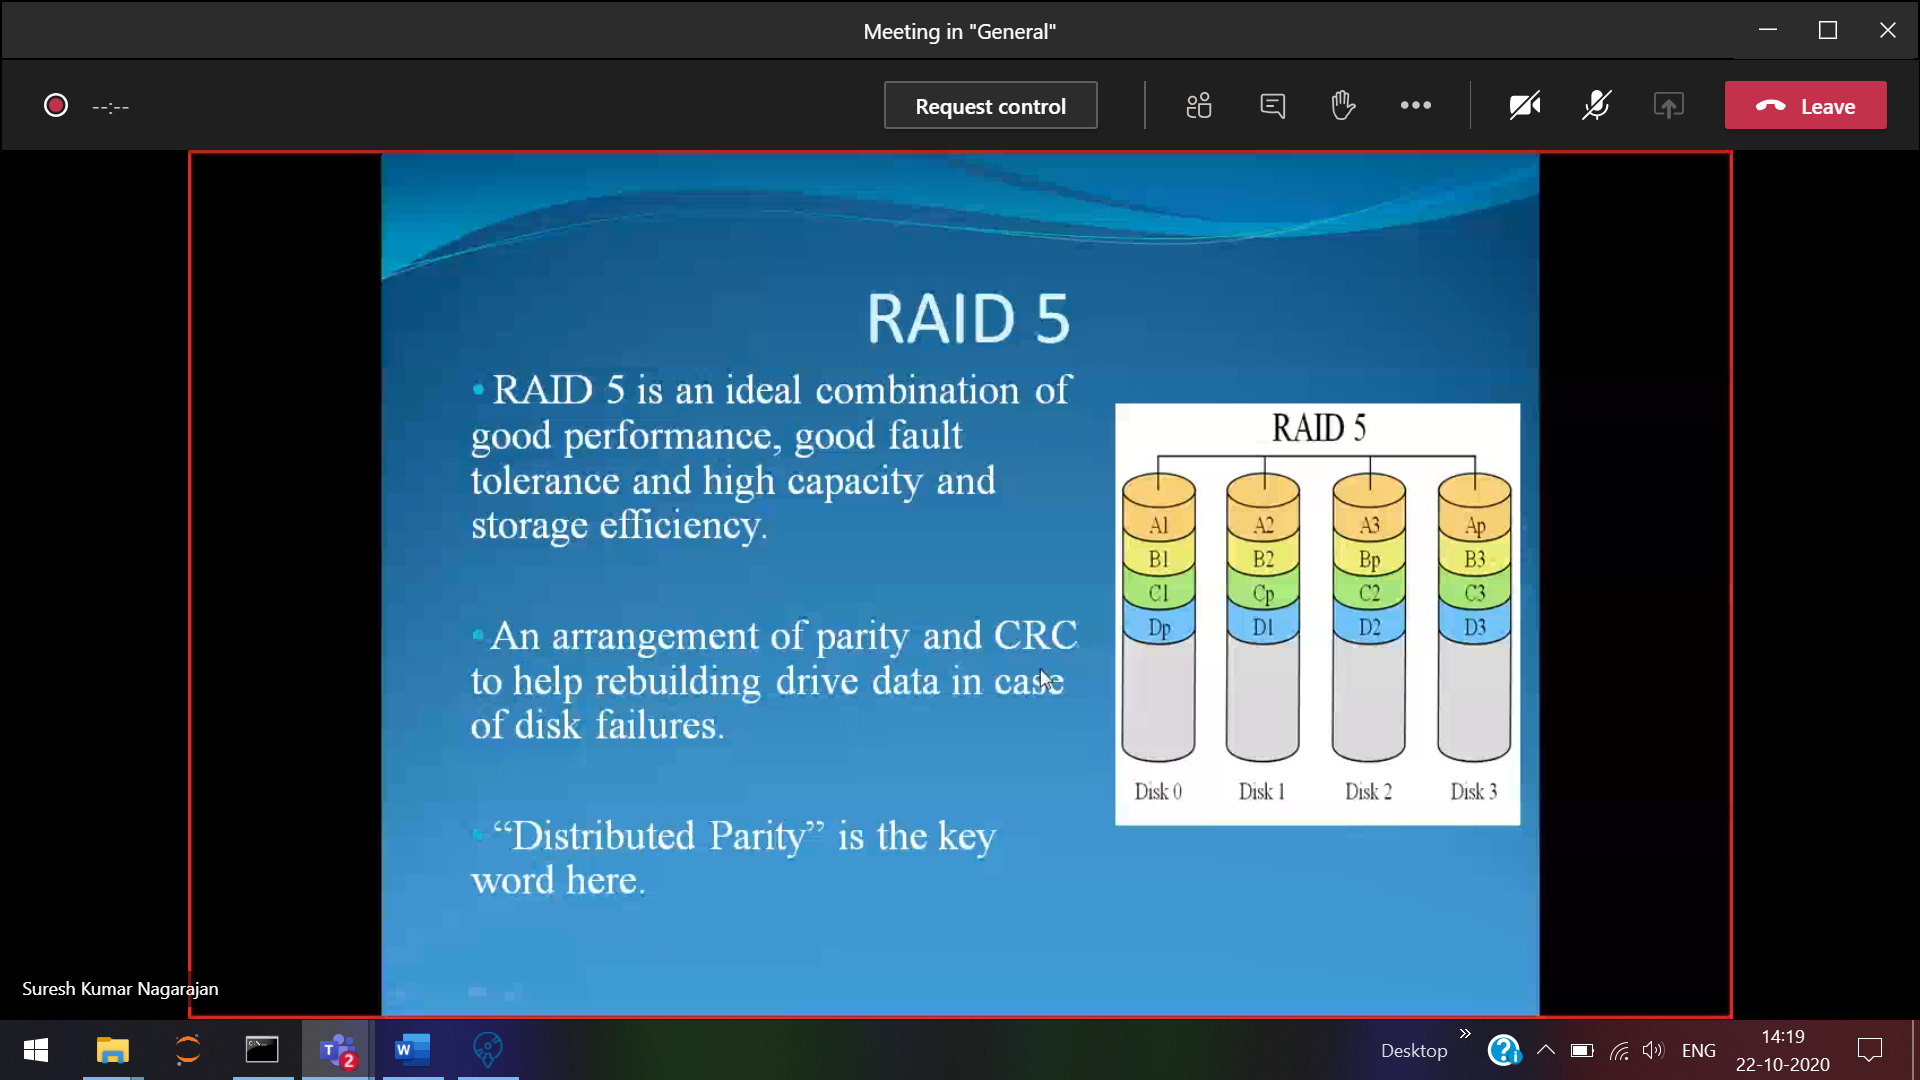 Meeting in "General"
--:--
Request control
Leave
RAID 5
• RAID 5 is an ideal combination of
good performance, good fault
tolerance and high capacity and
storage efficiency.
• An arrangement of parity and CRC
to help rebuilding drive data in case
of disk failures.
• “Distributed Parity” is the key
word here.
RAID 5
A1 A2 A3 Ap
B1 B2 Bp B3
C1 Cp C2 C3
Dp D1 D2 D3
Disk 0 Disk 1 Disk 2 Disk 3
Suresh Kumar Nagarajan
T 2
W
Desktop
ENG
14:19
22-10-2020